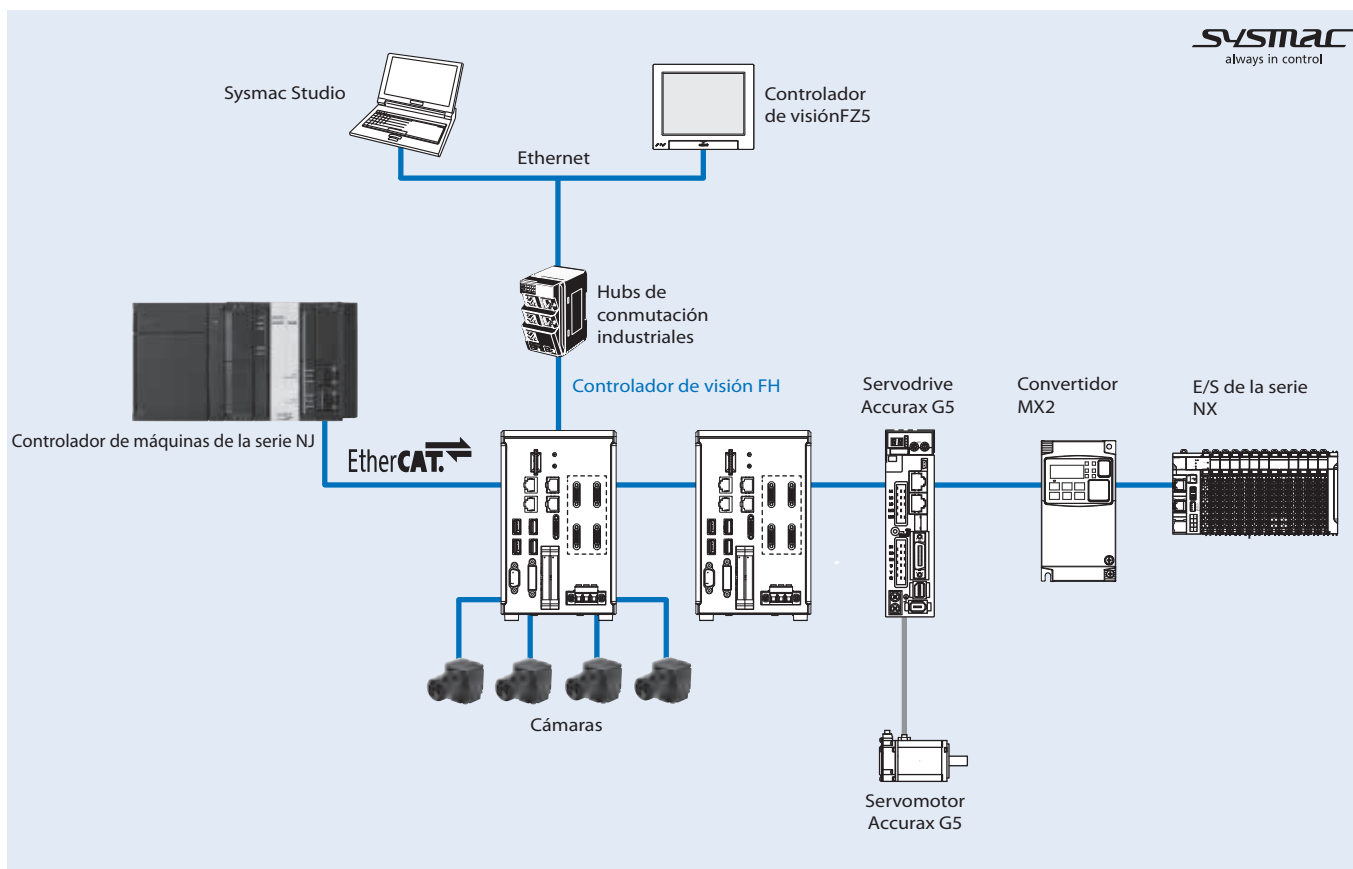 sysmac
always in control
Sysmac Studio
Controlador
de visiónFZ5
Ethernet
Hubs de
conmutación
industriales
Controlador de visión FH
Servodrive
Accurax G5
Convertidor
MX2
E/S de la serie
NX
Controlador de máquinas de la serie NJ
EtherCAT.
Cámaras
Servomotor
Accurax G5